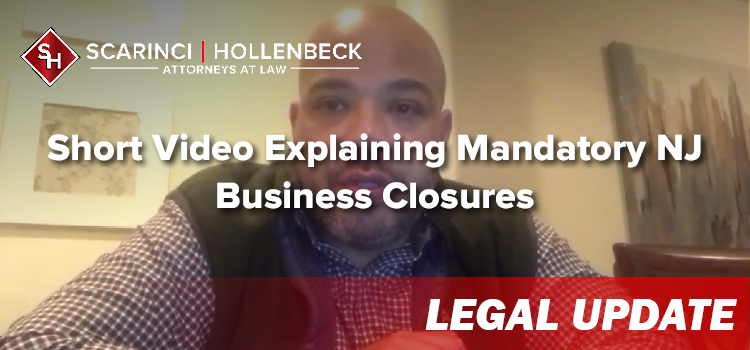 SH
SCARINCI | HOLLENBECK
ATTORNEYS AT LAW
Short Video Explaining Mandatory NJ
Business Closures
LEGAL UPDATE